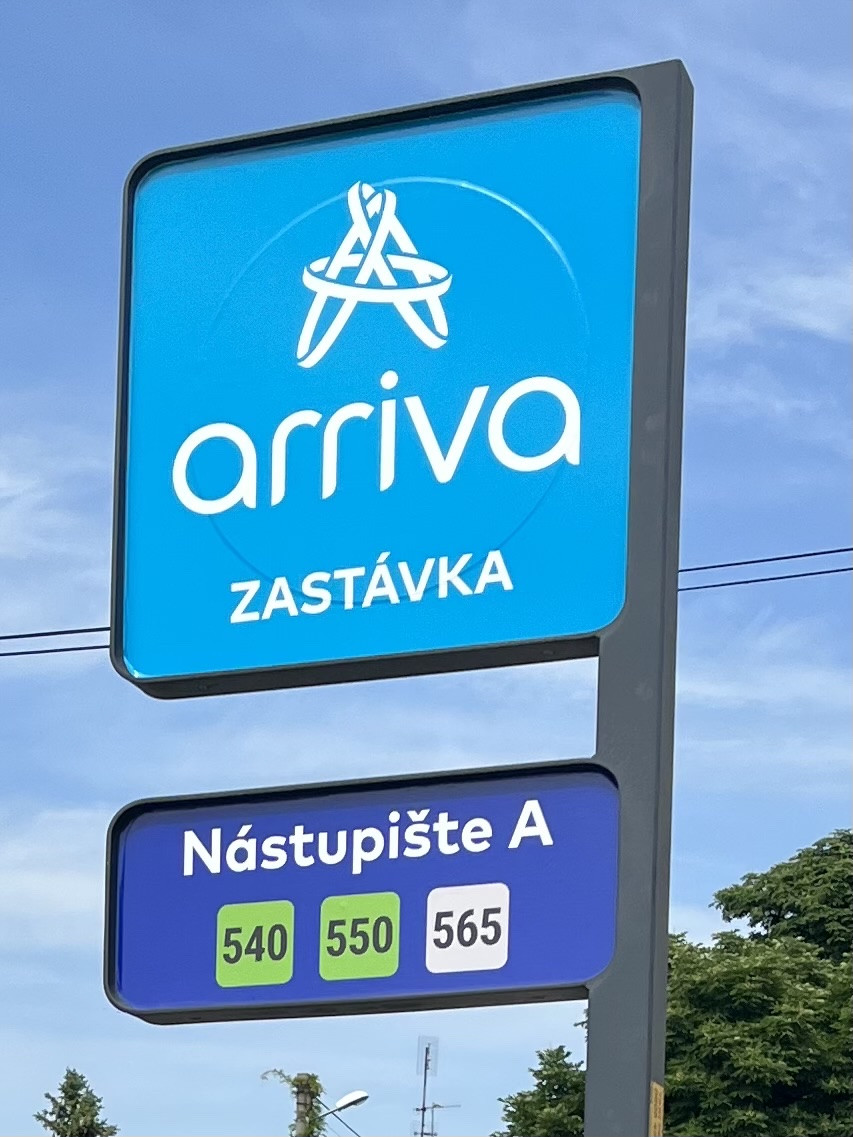 arriva
ZASTÁVKA
Nástupište A
540 550 565